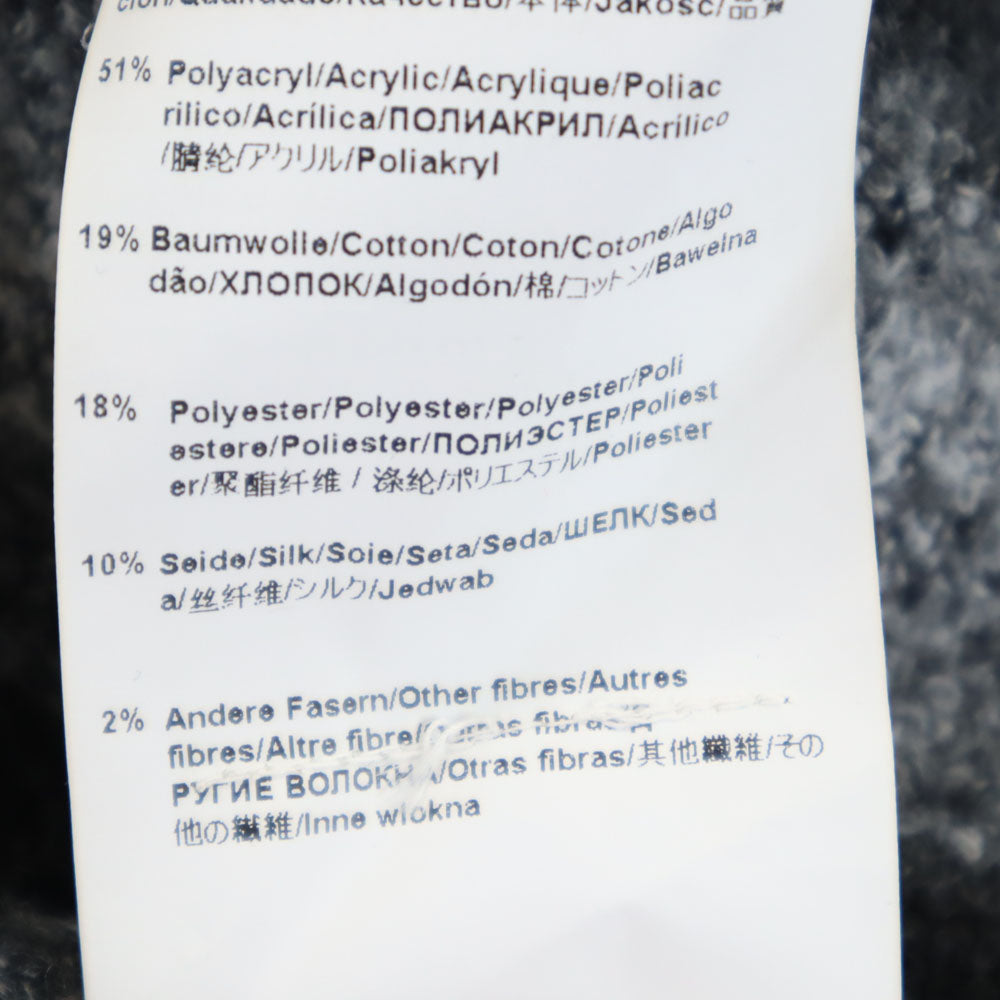 51% Polyacryl/Acrylic/Acrylique/Poliac
rilico/Acrílica/ПОЛИАКРИЛ/Acrílico
/腈纶/アクリル/Poliakryl
19% Baumwolle/Cotton/Coton/Cotone/Algo
dão/ХЛОПОК/Algodón/棉/コットン/Bawelna
18% Polyester/Polyester/Polyester/Poli
estere/Poliester/ПОЛИЭСТЕР/Poliest
er/聚酯纤维 / 涤纶/ポリエステル/Poliester
10% Seide/Silk/Soie/Seta/Seda/ШЕЛК/Sed
a/丝纤维/シルク/Jedwab
2% Andere Fasern/Other fibres/Autres
fibres/Altre fibre/
РУГИЕ ВОЛОКНА/Otras fibras/其他纖維/その
他の繊維/Inne wlokna